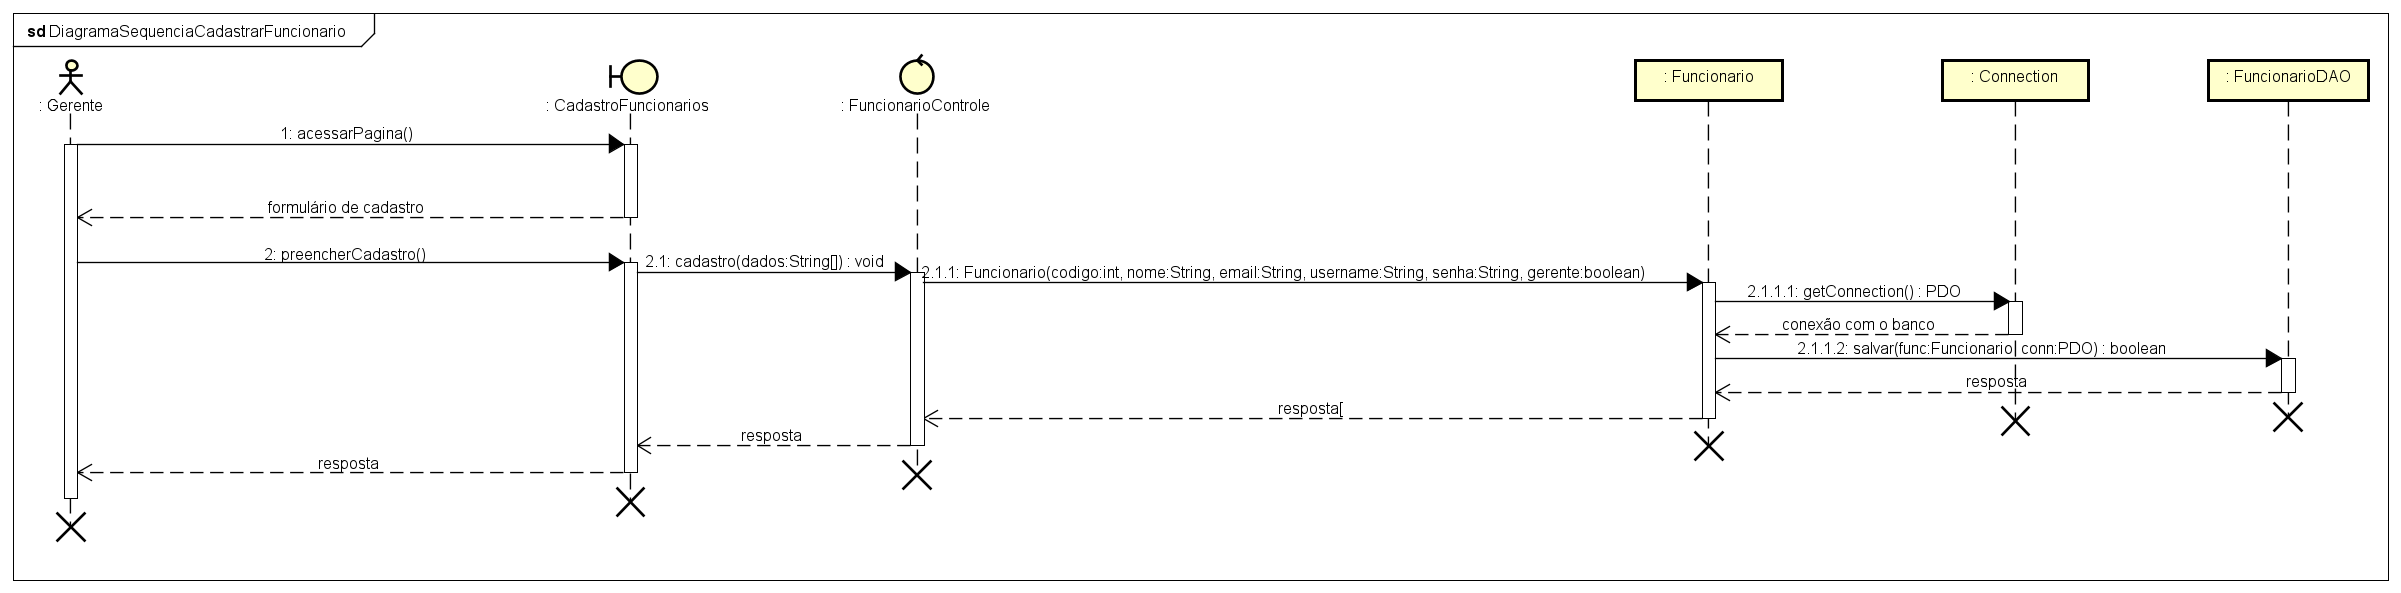 sd DiagramaSequenciaCadastrarFuncionario
: Gerente
: CadastroFuncionarios
: FuncionarioControle
: Funcionario
: Connection
: FuncionarioDAO
1: acessarPagina()
formulário de cadastro
2: preencherCadastro()
2.1: cadastro(dados:String[]) : void
2.1.1: Funcionario(codigo:int, nome:String, email:String, username:String, senha:String, gerente:boolean)
2.1.1.1: getConnection() : PDO
conexão com o banco
2.1.1.2: salvar(func:Funcionario, conn:PDO) : boolean
resposta
resposta[
resposta
resposta